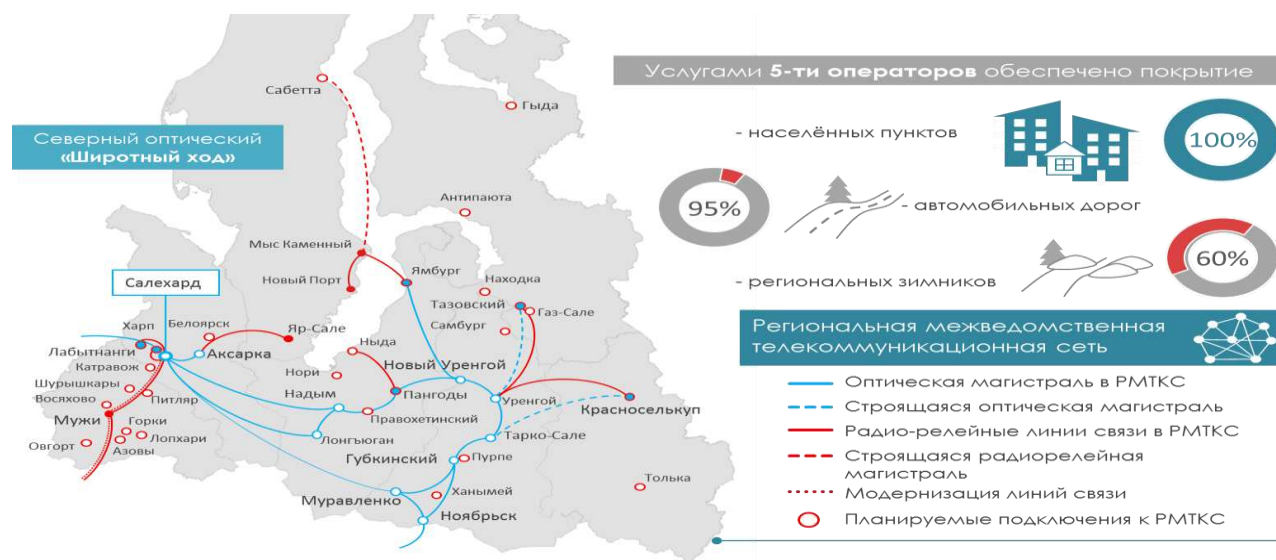 Услугами 5-ти операторов обеспечено покрытие
Северный оптический
«Широтный ход»
- населённых пунктов
100%
95%
- автомобильных дорог
- региональных зимников
60%
Сабетта
Гыда
Антипаюта
Мыс Каменный
Новый Порт
Ямбург
Находка
Тазовский
Газ-Сале
Самбург
Салехард
Харп
Белоярск
Яр-Сале
Лабытнанги
Аксарка
Катравож
Ныда
Новый Уренгой
Нори
Шурышкары
Восяхово
Питляр
Надым
Пангоды
Уренгой
Красноселькуп
Правохетинский
Мужи
Горки
Лопхари
Овгорт
Азовы
Лонгъюган
Тарко-Сале
Губкинский
Пурпе
Толька
Муравленко
Ханымей
Ноябрьск
Региональная межведомственная
телекоммуникационная сеть
Оптическая магистраль в РМТКС
Строящаяся оптическая магистраль
Радио-релейные линии связи в РМТКС
Строящаяся радиорелейная
магистраль
Модернизация линий связи
Планируемые подключения к РМТКС